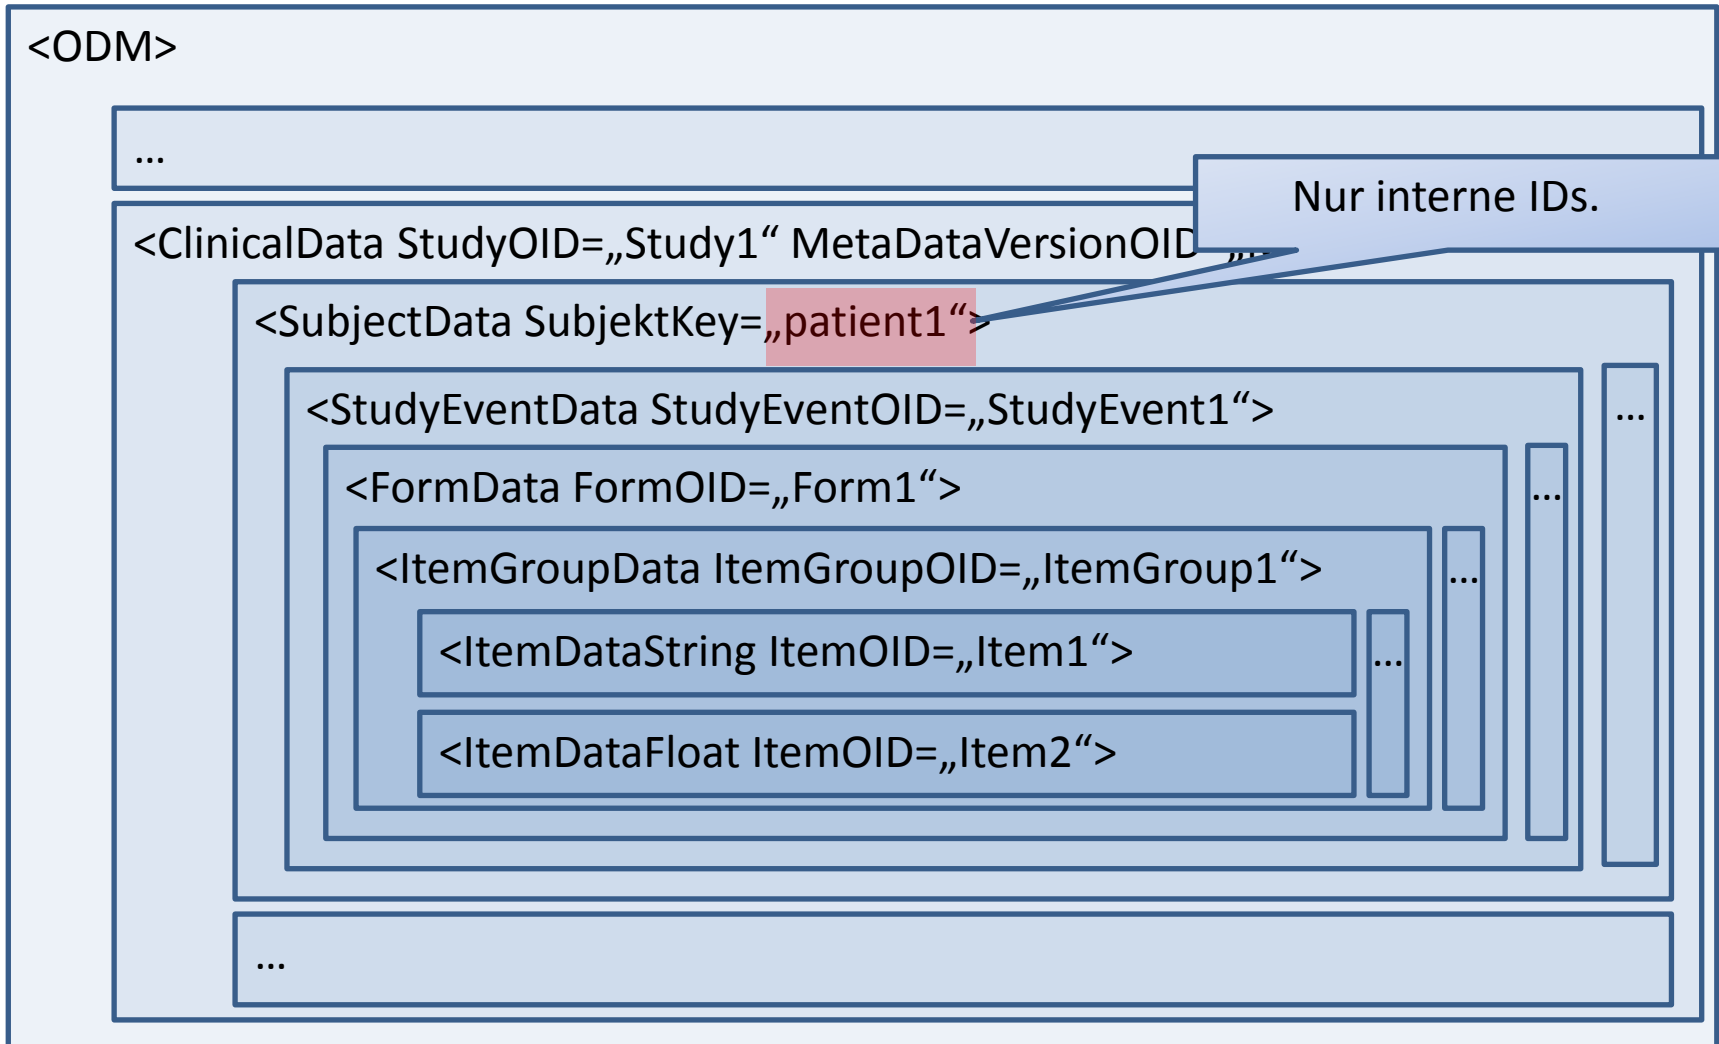 <ODM>
...
Nur interne IDs.
<ClinicalData StudyOID=„Study1“ MetaDataVersionOID
<SubjectData SubjektKey=„patient1“>
<StudyEventData StudyEventOID=„StudyEvent1“>
...
<FormData FormOID=„Form1“>
...
<ItemGroupData ItemGroupOID=„ItemGroup1“>
...
<ItemDataString ItemOID=„Item1“>
...
<ItemDataFloat ItemOID=„Item2“>
...